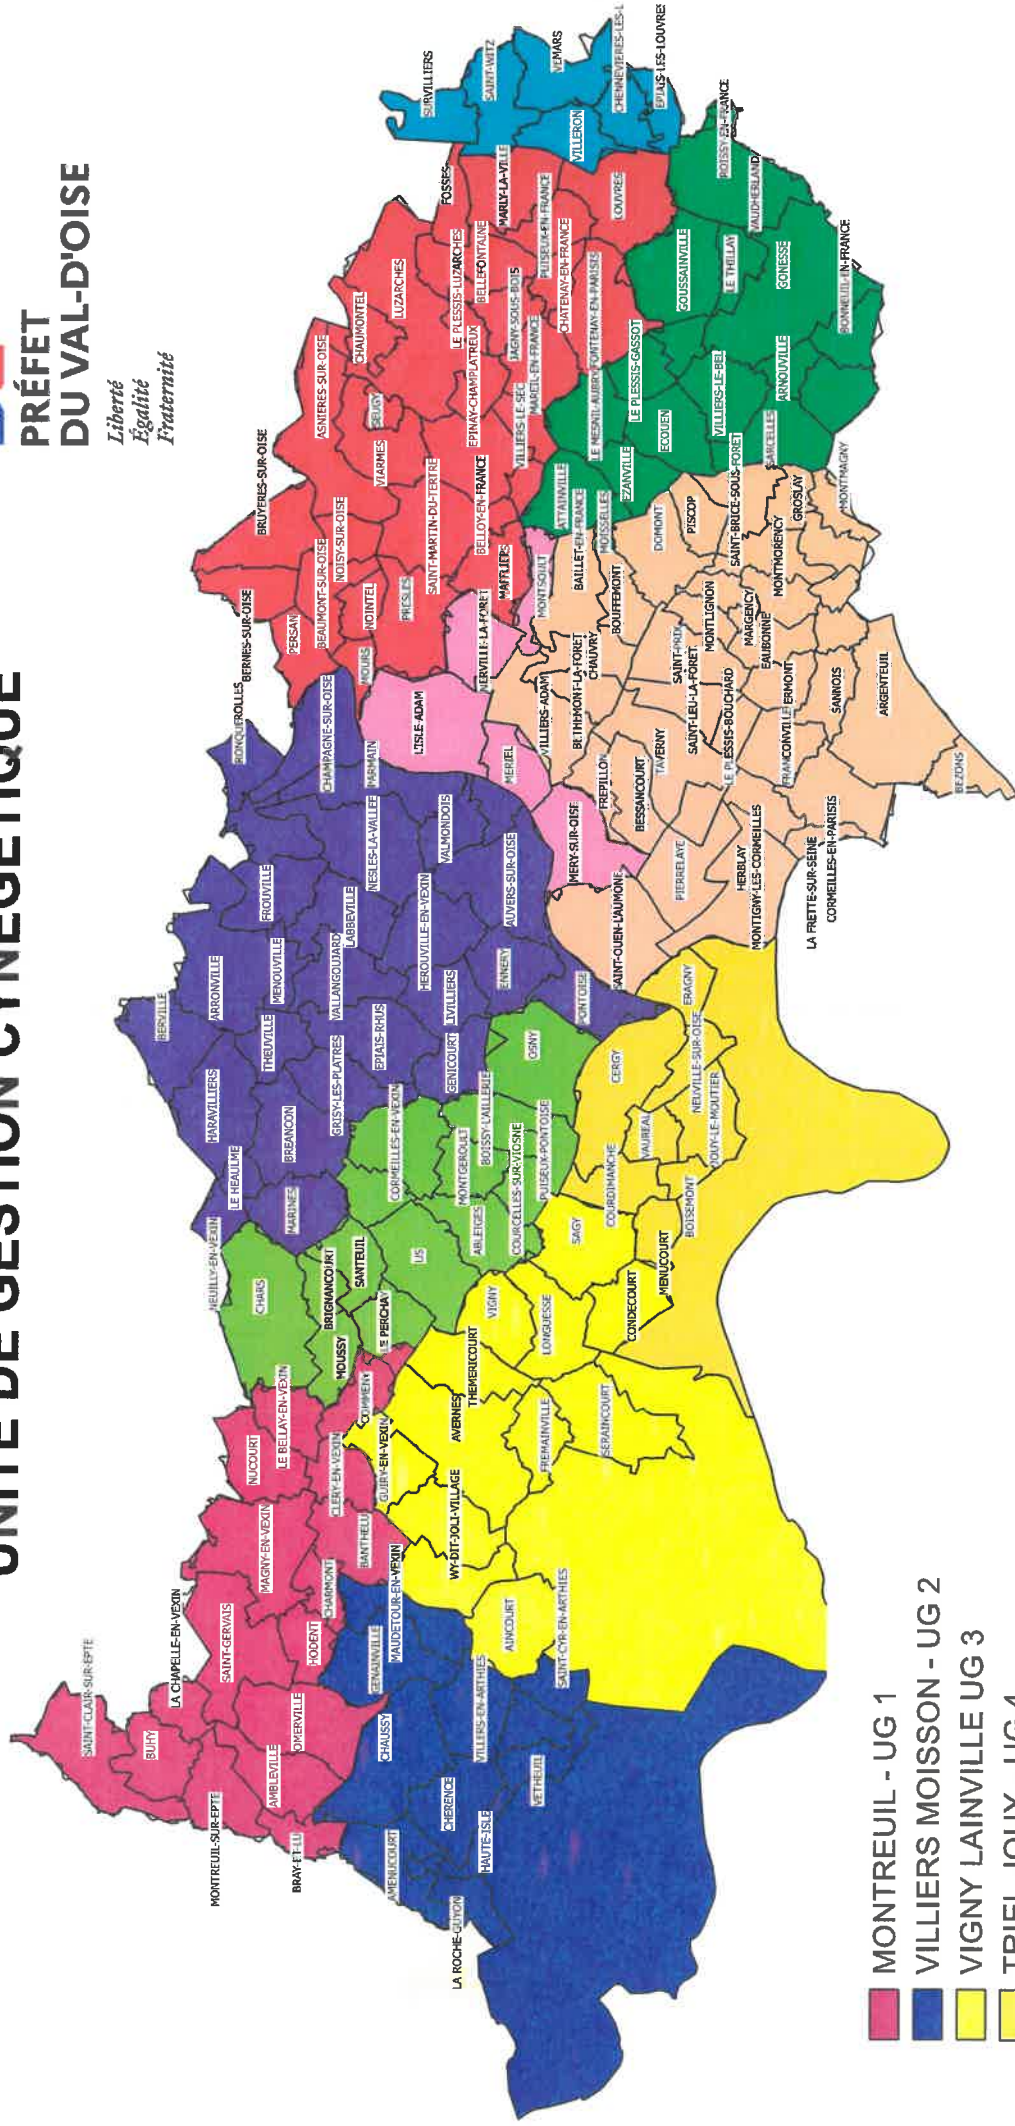 UNITE DE GESTION CYNEGETIQUE
PRÉFET
DU VAL-D'OISE
Liberté
Égalité
Fraternité
SAINT-CLAIR-SUR-EPTE
BUHY
LA CHAPELLE-EN-VEXIN
MONTREUIL-SUR-EPTE
SAINT-GERVAIS
AMBLEVILLE
OMERVILLE
HODENT
BRAY-ET-LU
MAGNY-EN-VEXIN
CHARMONT
NUCOURT
LE BELLAY-EN-VEXIN
CLERY-EN-VEXIN
BANTHELU
COMMENY
GENAINVILLE
MAUDETOUR-EN-VEXIN
CHAUSSY
AMENUCOURT
CHERENCE
HAUTE-ISLE
LA ROCHE-GUYON
VILLERS-EN-ARTHIES
VETHEUIL
SAINT-CYR-EN-ARTHIES
AINCOURT
WY-DIT-JOLI-VILLAGE
GUIRY-EN-VEXIN
AVERNES
THEMERICOURT
FREMAINVILLE
SERAINCOURT
VIGNY
LONGUESSE
CONDECOURT
SAGY
MENUCOURT
COURDIMANCHE
BOISEMONT
VAUREAL
JOUY-LE-MOUTIER
NEUVILLE-SUR-OISE
CERGY
ERAGNY
NEUILLY-EN-VEXIN
CHARS
BRIGNANCOURT
SANTEUIL
MOUSSY
LE PERCHAY
US
ABLEIGES
COURCELLES-SUR-VIOSNE
MONTGEROULT
BOISSY-L'AILLERIE
PUISEUX-PONTOISE
CORMEILLES-EN-VEXIN
OSNY
BERVILLE
HARAVILLIERS
LE HEAULME
MARINES
BREANCON
ARRONVILLE
THEUVILLE
MENOUVILLE
GRISY-LES-PLATRES
VALLANGOUJARD
EPIAIS-RHUS
GENICOURT
LIVILLIERS
HEROUVILLE-EN-VEXIN
ENNERY
PONTOISE
AUVERS-SUR-OISE
FROUVILLE
LABBEVILLE
NESLES-LA-VALLEE
VALMONDOIS
RONQUEROLLES
CHAMPAGNE-SUR-OISE
PARMAIN
L'ISLE-ADAM
MERIEL
MERY-SUR-OISE
NERVILLE-LA-FORET
MONTSOULT
BRUYERES-SUR-OISE
BERNES-SUR-OISE
PERSAN
BEAUMONT-SUR-OISE
NOISY-SUR-OISE
MOURS
NOINTEL
PRESLES
SAINT-MARTIN-DU-TERTRE
BELLOY-EN-FRANCE
MAFFLIERS
ASNIERES-SUR-OISE
VIARMES
SEUGY
CHAUMONTEL
LUZARCHES
LE PLESSIS-LUZARCHES
BELLEFONTAINE
EPINAY-CHAMPLATREUX
JAGNY-SOUS-BOIS
VILLIERS-LE-SEC
MAREIL-EN-FRANCE
FOSSES
MARLY-LA-VILLE
PUISEUX-EN-FRANCE
CHATENAY-EN-FRANCE
FONTENAY-EN-PARISIS
LOUVRES
SURVILLIERS
SAINT-WITZ
VEMARS
VILLERON
CHENNEVIERES-LES-L
EPIAIS-LES-LOUVRES
ROISSY-EN-FRANCE
VAUDHERLAND
GOUSSAINVILLE
LE THILLAY
GONESSE
BONNEUIL-EN-FRANCE
LE MESNIL-AUBRY
LE PLESSIS-GASSOT
ECOUEN
EZANVILLE
ATTAINVILLE
MOISSELLES
VILLIERS-LE-BEL
ARNOUVILLE
SARCELLES
BAILLET-EN-FRANCE
DOMONT
PISCOP
SAINT-BRICE-SOUS-FORET
GROSLAY
MONTMAGNY
MONTMORENCY
BOUFFEMONT
VILLIERS-ADAM
BETHEMONT-LA-FORET
CHAUVRY
MONTLIGNON
MARGENCY
EAUBONNE
SAINT-PRIX
SAINT-LEU-LA-FORET
TAVERNY
LE PLESSIS-BOUCHARD
ERMONT
FRANCONVILLE
SANNOIS
ARGENTEUIL
BEZONS
FREPILLON
BESSANCOURT
PIERRELAYE
HERBLAY
MONTIGNY-LES-CORMEILLES
LA FRETTE-SUR-SEINE
CORMEILLES-EN-PARISIS
SAINT-OUEN-L'AUMONE
MONTREUIL - UG 1
VILLIERS MOISSON - UG 2
VIGNY LAINVILLE UG 3
TRIEL JOUX - UG 4